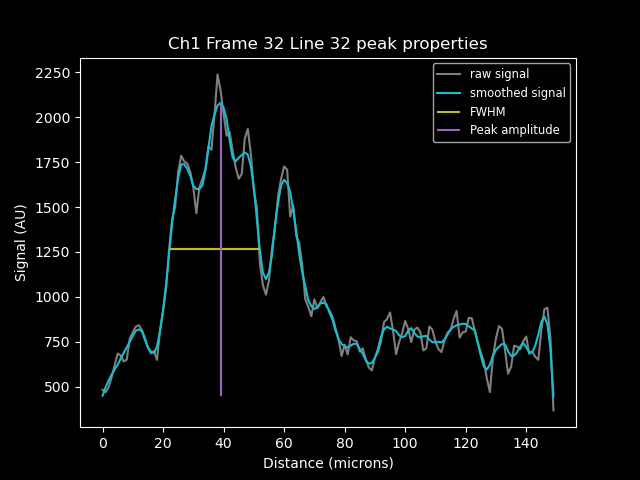 Ch1 Frame 32 Line 32 peak properties
raw signal
smoothed signal
FWHM
Peak amplitude
Signal (AU)
2250
2000
1750
1500
1250
1000
750
500
0 20 40 60 80 100 120 140
Distance (microns)